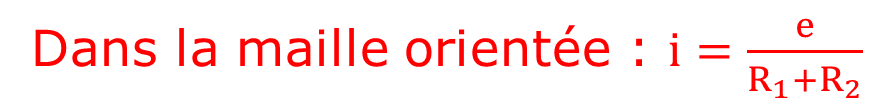 Dans la maille orientée : i = e / (R₁+R₂)